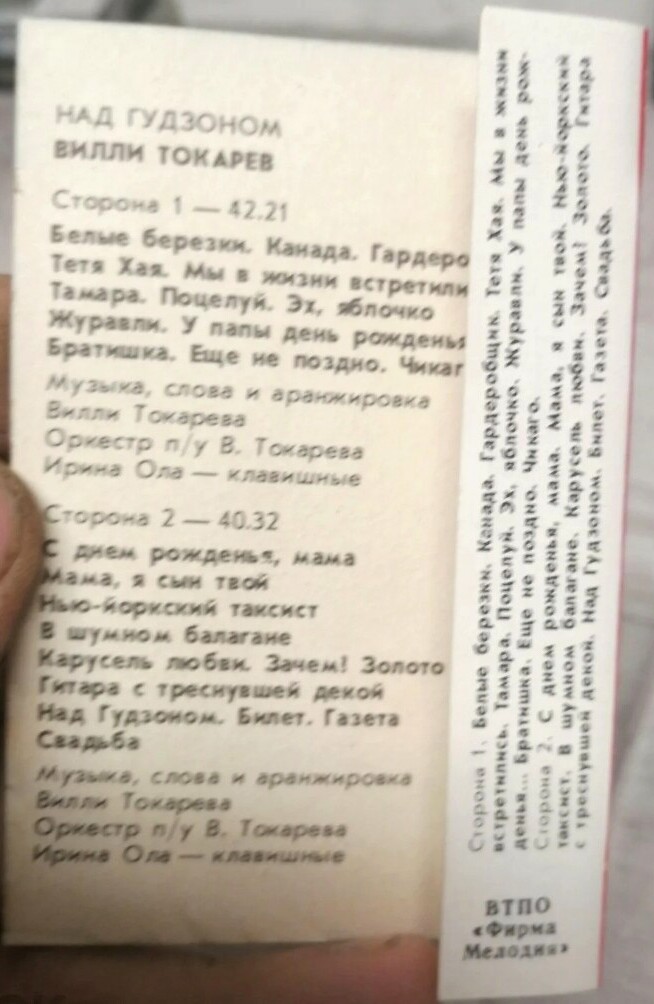 НАД ГУДЗОНОМ
ВИЛЛИ ТОКАРЕВ
Сторона 1 — 42.21
Белые березки. Канада. Гардеро
Тетя Хая. Мы в жизни встретили
Тамара. Поцелуй. Эх, яблочко
Журавли. У папы день рожденья
Братишка. Еще не поздно. Чикаг
Музыка, слова и аранжировка
Вилли Токарева
Оркестр п/у В. Токарева
Ирина Ола — клавишные
Сторона 2 — 40.32
С днем рожденья, мама
Мама, я сын твой
Нью-йоркский таксист
В шумном балагане
Карусель любви. Зачем! Золото
Гитара с треснувшей декой
Над Гудзоном. Билет. Газета
Свадьба
Музыка, слова и аранжировка
Вилли Токарева
Оркестр п/у В. Токарева
Ирина Ола — клавишные
Сторона 1. Белые березки. Канада. Гардеробщик. Тетя Хая. Мы в жизни
встретились. Тамара. Поцелуй. Эх, яблочко. Журавли. У папы день рож-
денья... Братишка. Еще не поздно. Чикаго.
Сторона 2. С днем рожденья, мама. Мама, я сын твой. Нью-йоркский
таксист. В шумном балагане. Карусель любви. Зачем! Золото. Гитара
с треснувшей декой. Над Гудзоном. Билет. Газета. Свадьба.
ВТПО
«Фирма
Мелодия»